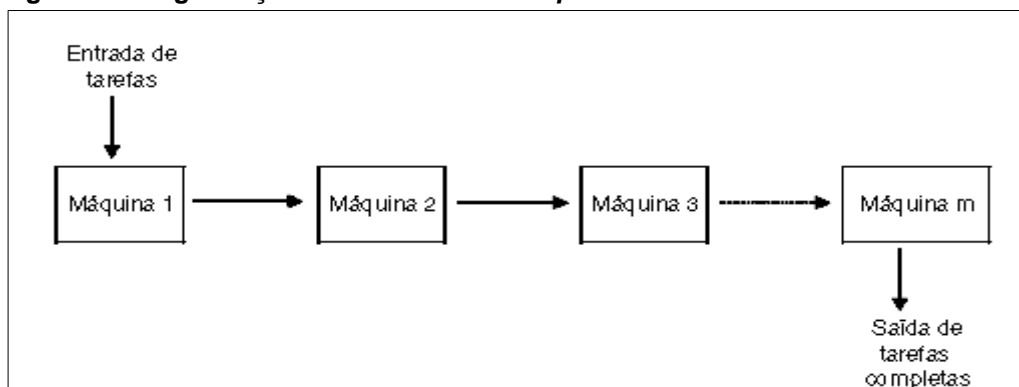 Entrada de
tarefas
Máquina 1
Máquina 2
Máquina 3
Máquina m
Saída de
tarefas
completas